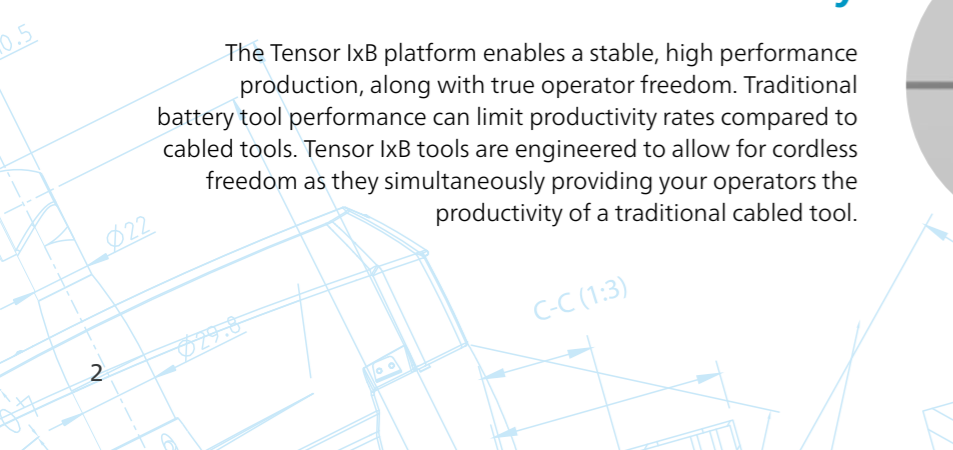 0.5
The Tensor IxB platform enables a stable, high performance
production, along with true operator freedom. Traditional
battery tool performance can limit productivity rates compared to
cabled tools. Tensor IxB tools are engineered to allow for cordless
freedom as they simultaneously providing your operators the
productivity of a traditional cabled tool.
Ø22
C-C (1:3)
Ø29.8
2